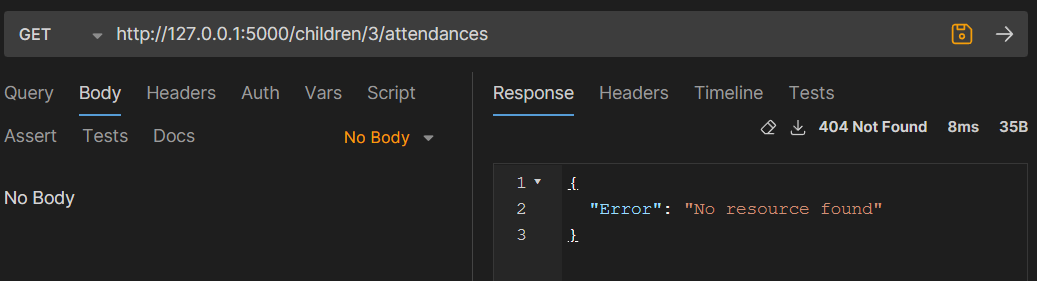 GET http://127.0.0.1:5000/children/3/attendances
Query Body Headers Auth Vars Script
Assert Tests Docs No Body
No Body
Response Headers Timeline Tests
404 Not Found 8ms 35B
1 {
2 "Error": "No resource found"
3 }